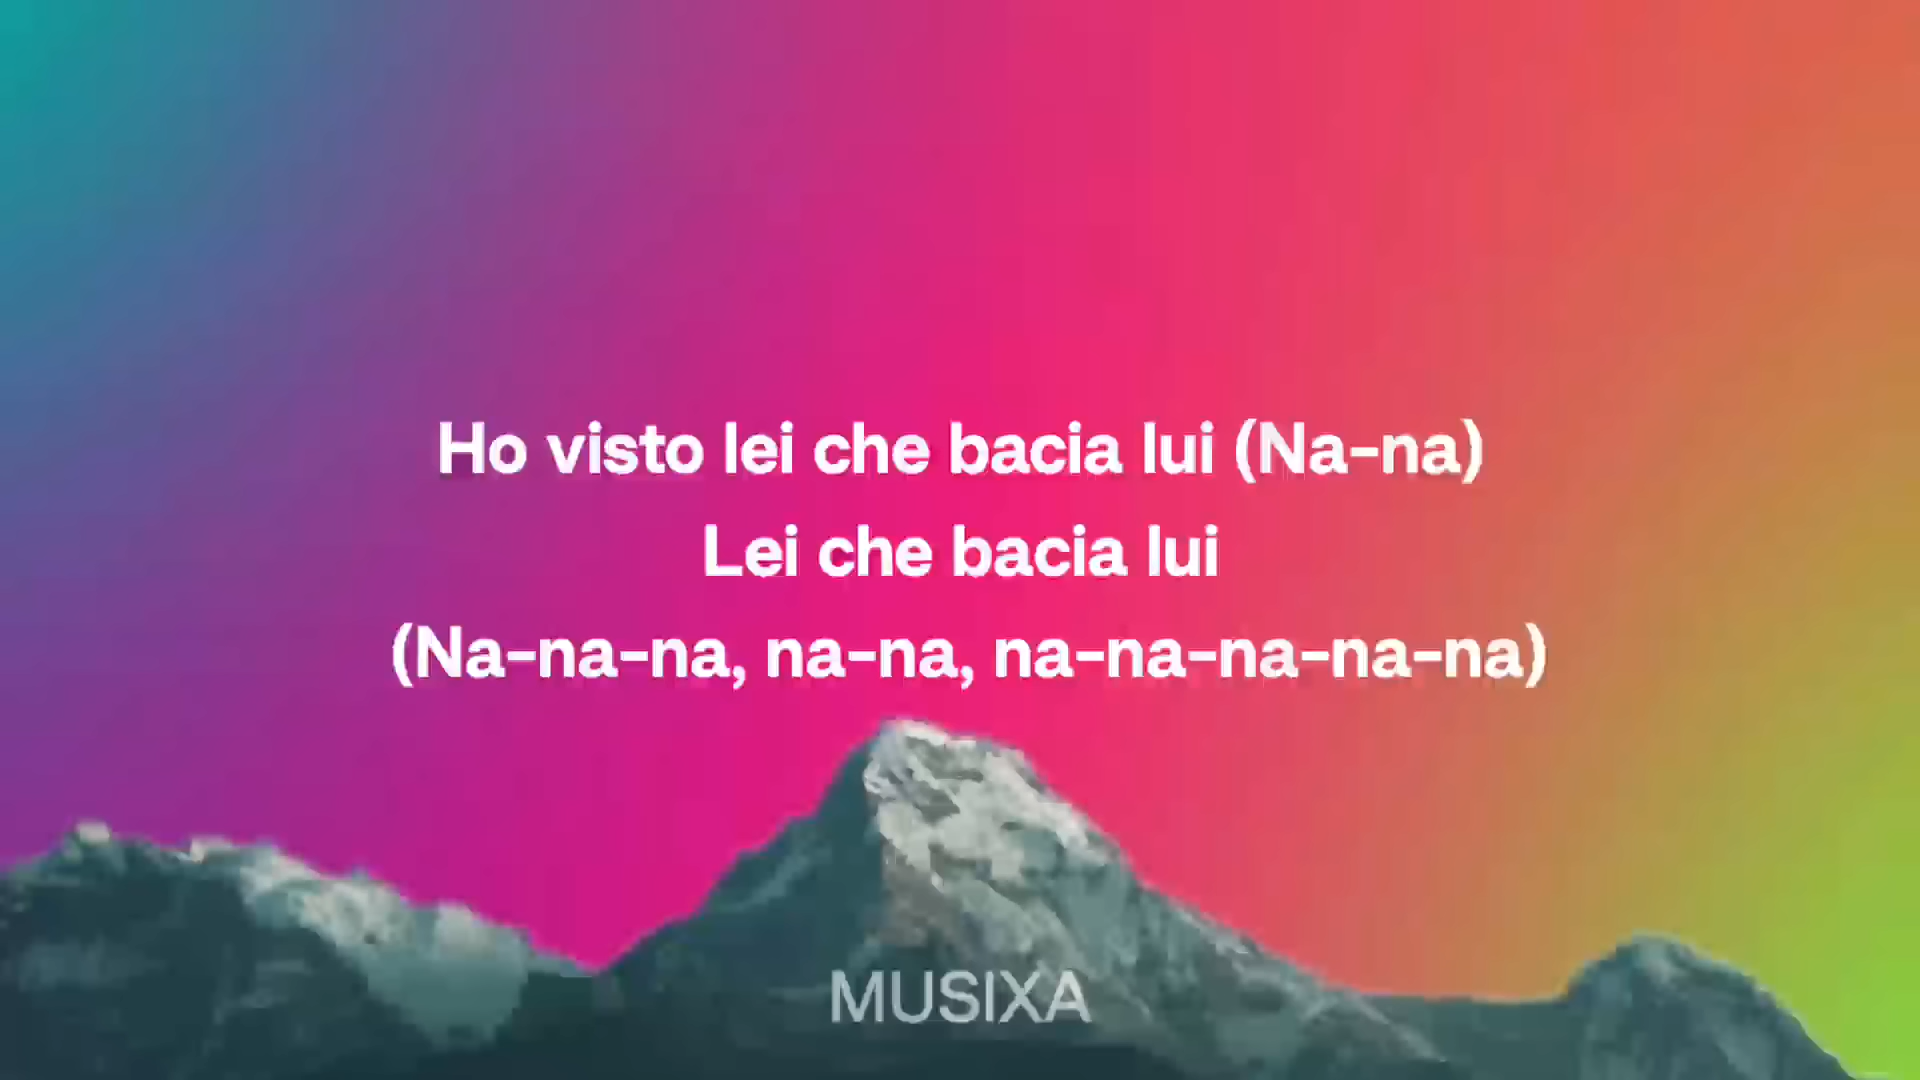 Ho visto lei che bacia lui (Na-na)
Lei che bacia lui
(Na-na-na, na-na, na-na-na-na-na)
MUSIXA